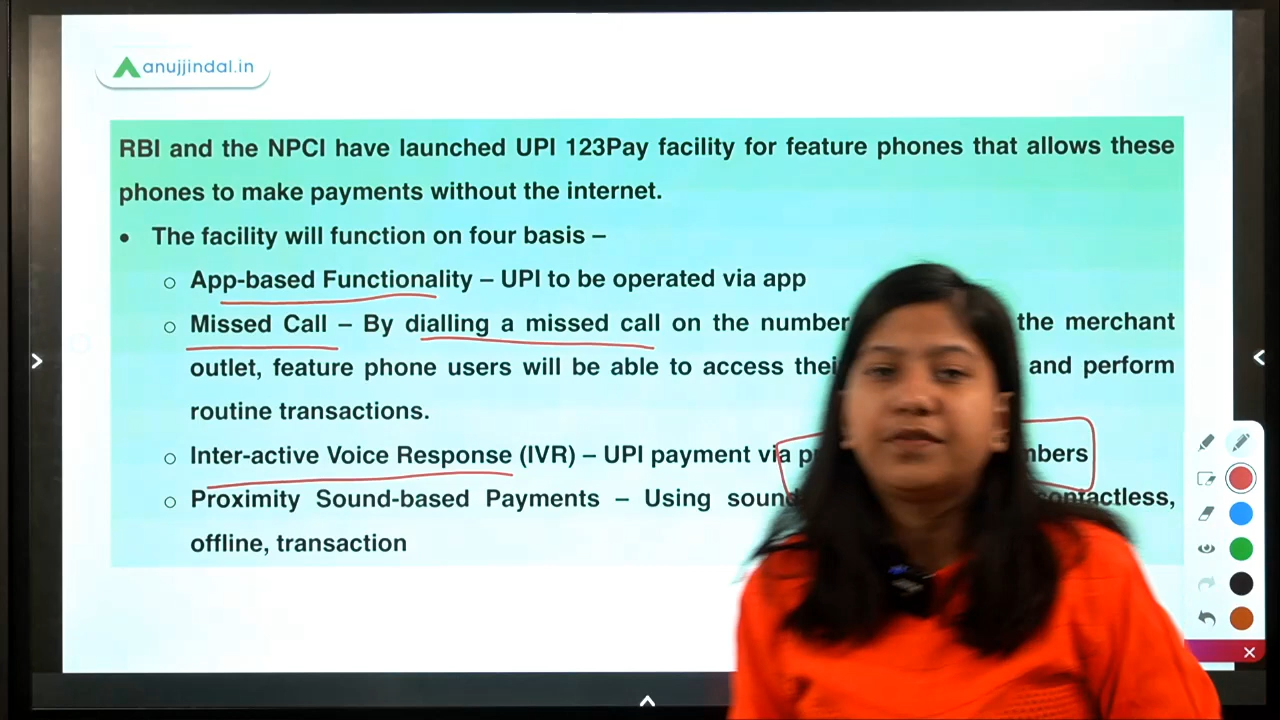 anujjindal.in
RBI and the NPCI have launched UPI 123Pay facility for feature phones that allows these
phones to make payments without the internet.
• The facility will function on four basis –
○ App-based Functionality – UPI to be operated via app
○ Missed Call – By dialling a missed call on the number the merchant
outlet, feature phone users will be able to access and perform
routine transactions.
○ Inter-active Voice Response (IVR) – UPI payment via
○ Proximity Sound-based Payments – Using sound contactless,
offline, transaction